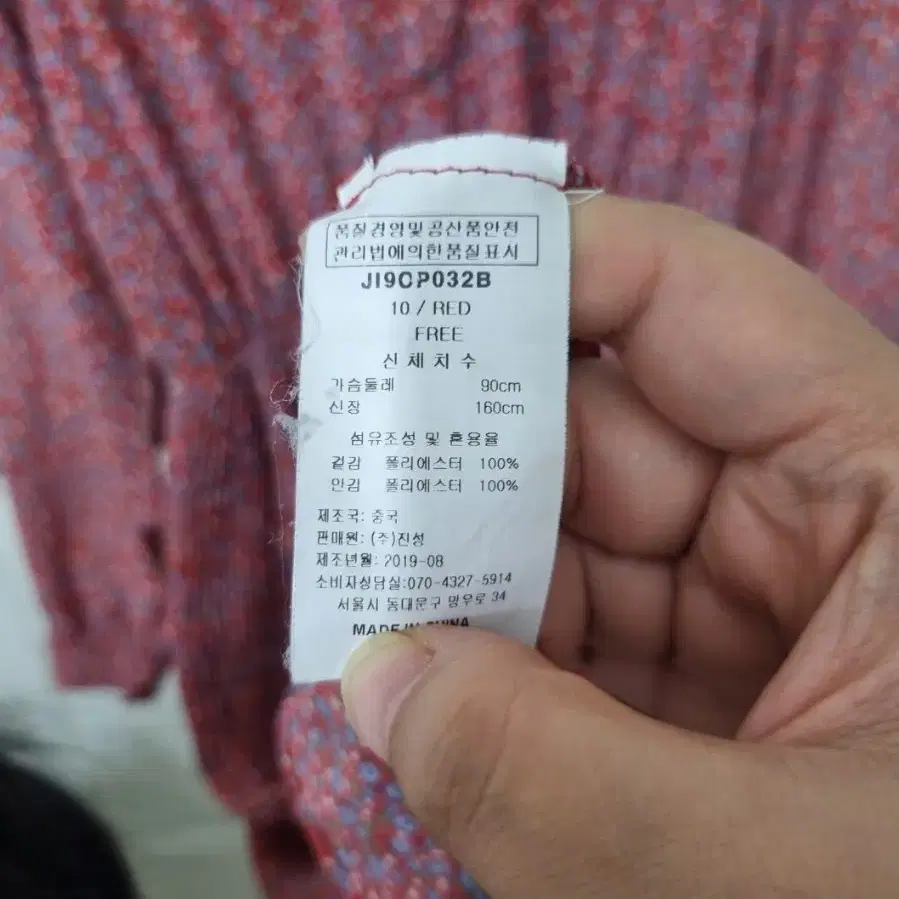 품질경영및공산품안전
관리법에의한품질표시
JI9CP032B
10 / RED
FREE
신체치수
가슴둘레 90cm
신장 160cm
섬유조성 및 혼용율
겉감 폴리에스터 100%
안김 폴리에스터 100%
제조국: 중국
판매원: (주)진성
제조년월: 2019-08
소비자상담실:070-4327-5914
서울시 동대문구 망우로 34
MADE IN CHINA